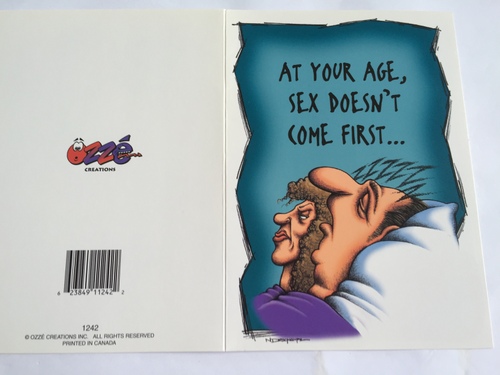 AT YOUR AGE,
SEX DOESN'T
COME FIRST...
OZZÉ
CREATIONS
6 23849 11242 2
1242
© OZZÉ CREATIONS INC. ALL RIGHTS RESERVED
PRINTED IN CANADA